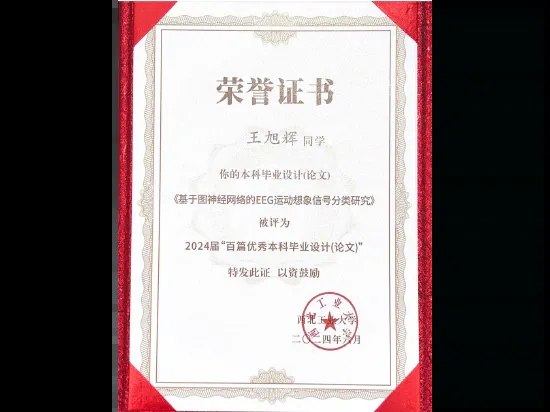 荣誉证书
王旭辉 同学
你的本科毕业设计(论文)
《基于图神经网络的EEG运动想象信号分类研究》
被评为
2024届“百篇优秀本科毕业设计(论文)”
特发此证 以资鼓励
西北工业大学
二〇二四年六月